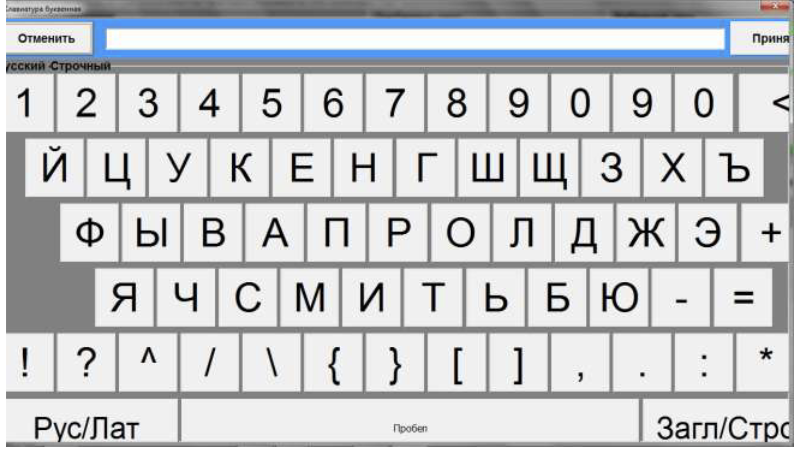 Клавиатура буквенная
Отменить Приня
усский Строчный
1 2 3 4 5 6 7 8 9 0 9 0 <
Й Ц У К Е Н Г Ш Щ З Х Ъ
Ф Ы В А П Р О Л Д Ж Э +
Я Ч С М И Т Ь Б Ю - =
! ? ^ / \ { } [ ] , . : *
Рус/Лат Пробел Загл/Стро